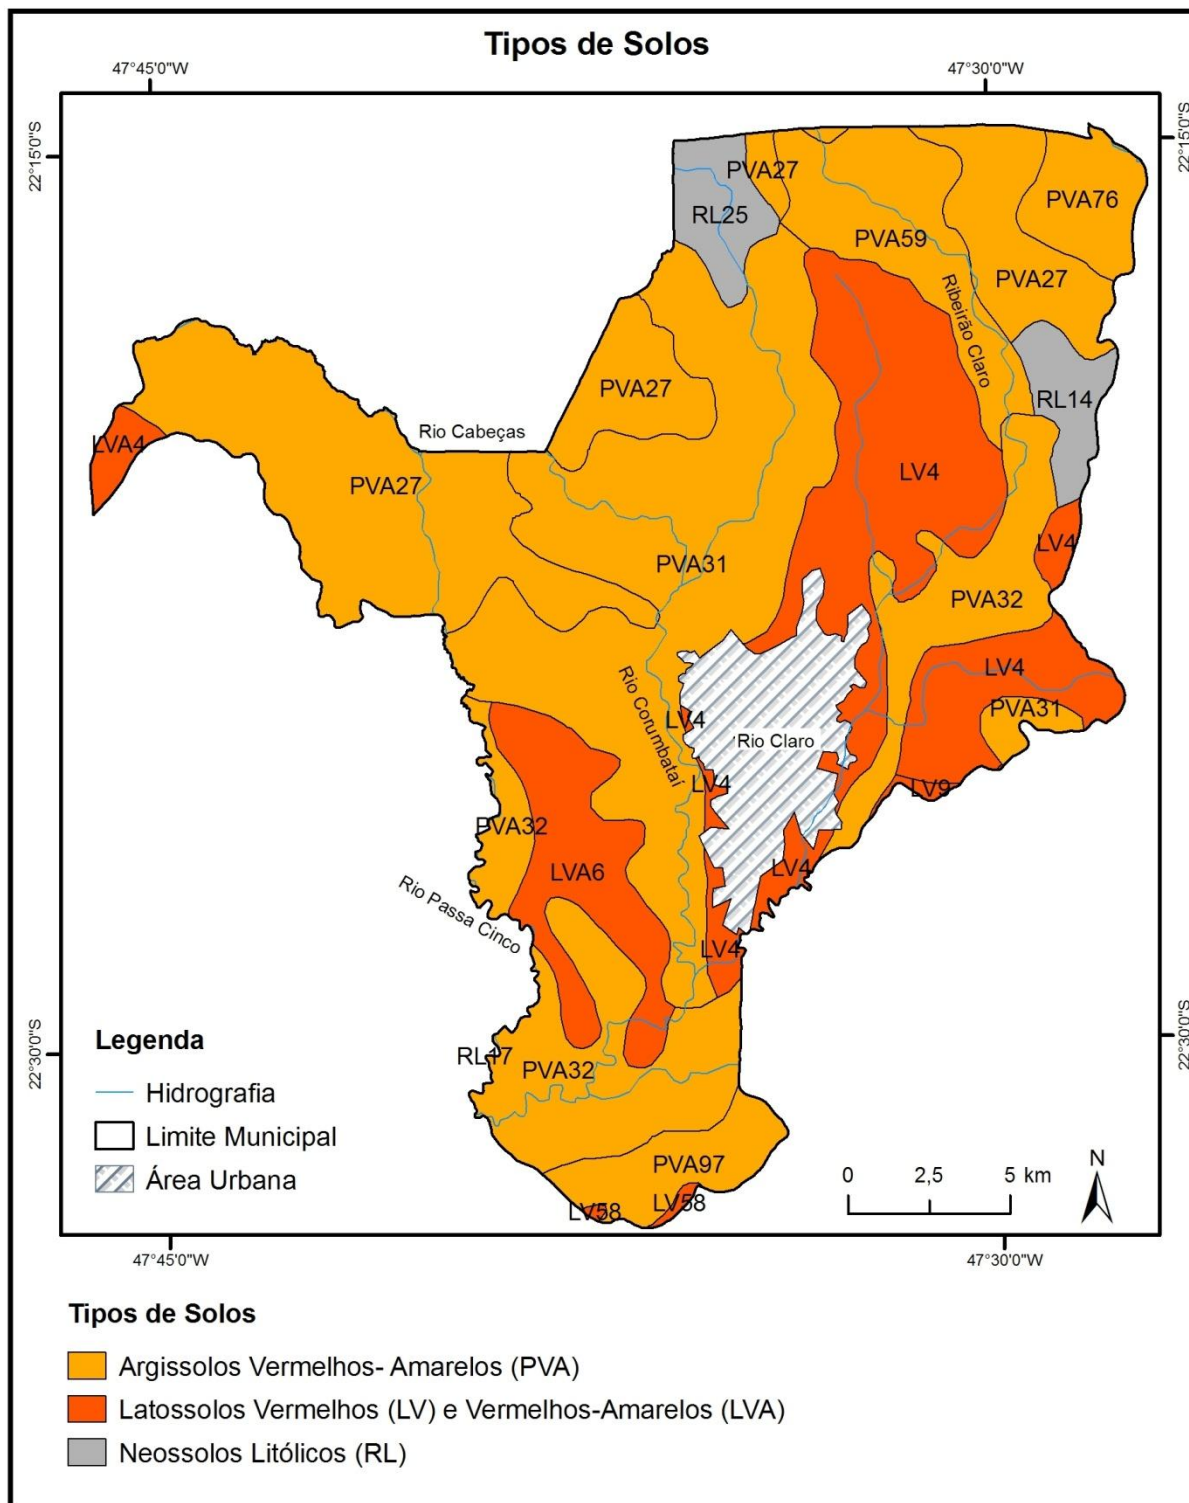 Tipos de Solos
47°45'0"W
47°30'0"W
22°15'0"S
22°15'0"S
PVA27
PVA76
RL25
PVA59
PVA27
Ribeirão Claro
PVA27
RL14
Rio Cabeças
LVA4
PVA27
LV4
LV4
PVA31
PVA32
LV4
Rio Corumbataí
LV4
PVA31
Rio Claro
LV4
LV9
PVA32
LVA6
LV4
Rio Passa Cinco
LV4
22°30'0"S
22°30'0"S
RL17
PVA32
Legenda
Hidrografia
Limite Municipal
Área Urbana
PVA97
LV58
LV58
0 2,5 5 km
N
47°45'0"W
47°30'0"W
Tipos de Solos
Argissolos Vermelhos- Amarelos (PVA)
Latossolos Vermelhos (LV) e Vermelhos-Amarelos (LVA)
Neossolos Litólicos (RL)